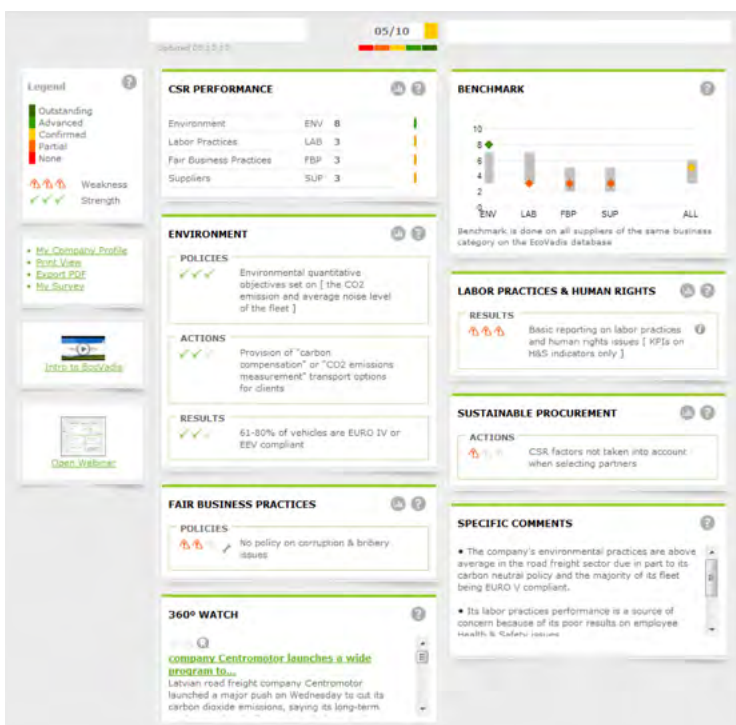 05/10
Legend
Outstanding
Advanced
Confirmed
Partial
None
Weakness
Strength
My Company Profile
Print View
Export PDF
My Survey
Intro to EcoVadis
Open Webinar
CSR PERFORMANCE
Environment ENV 8
Labor Practices LAB 3
Fair Business Practices FBP 3
Suppliers SUP 3
ENVIRONMENT
POLICIES
Environmental quantitative
objectives set on [ the CO2
emission and average noise level
of the fleet ]
ACTIONS
Provision of "carbon
compensation" or "CO2 emissions
measurement" transport options
for clients
RESULTS
61-80% of vehicles are EURO IV or
EEV compliant
FAIR BUSINESS PRACTICES
POLICIES
No policy on corruption & bribery
issues
360º WATCH
company Centromotor launches a wide
program to...
Latvian road freight company Centromotor
launched a major push on Wednesday to cut its
carbon dioxide emissions, saying its long-term
BENCHMARK
10
8
6
4
2
ENV LAB FBP SUP ALL
Benchmark is done on all suppliers of the same business
category on the EcoVadis database
LABOR PRACTICES & HUMAN RIGHTS
RESULTS
Basic reporting on labor practices
and human rights issues [ KPIs on
H&S indicators only ]
SUSTAINABLE PROCUREMENT
ACTIONS
CSR factors not taken into account
when selecting partners
SPECIFIC COMMENTS
• The company's environmental practices are above
average in the road freight sector due in part to its
carbon neutral policy and the majority of its fleet
being EURO V compliant.
• Its labor practices performance is a source of
concern because of its poor results on employee
Health & Safety issues